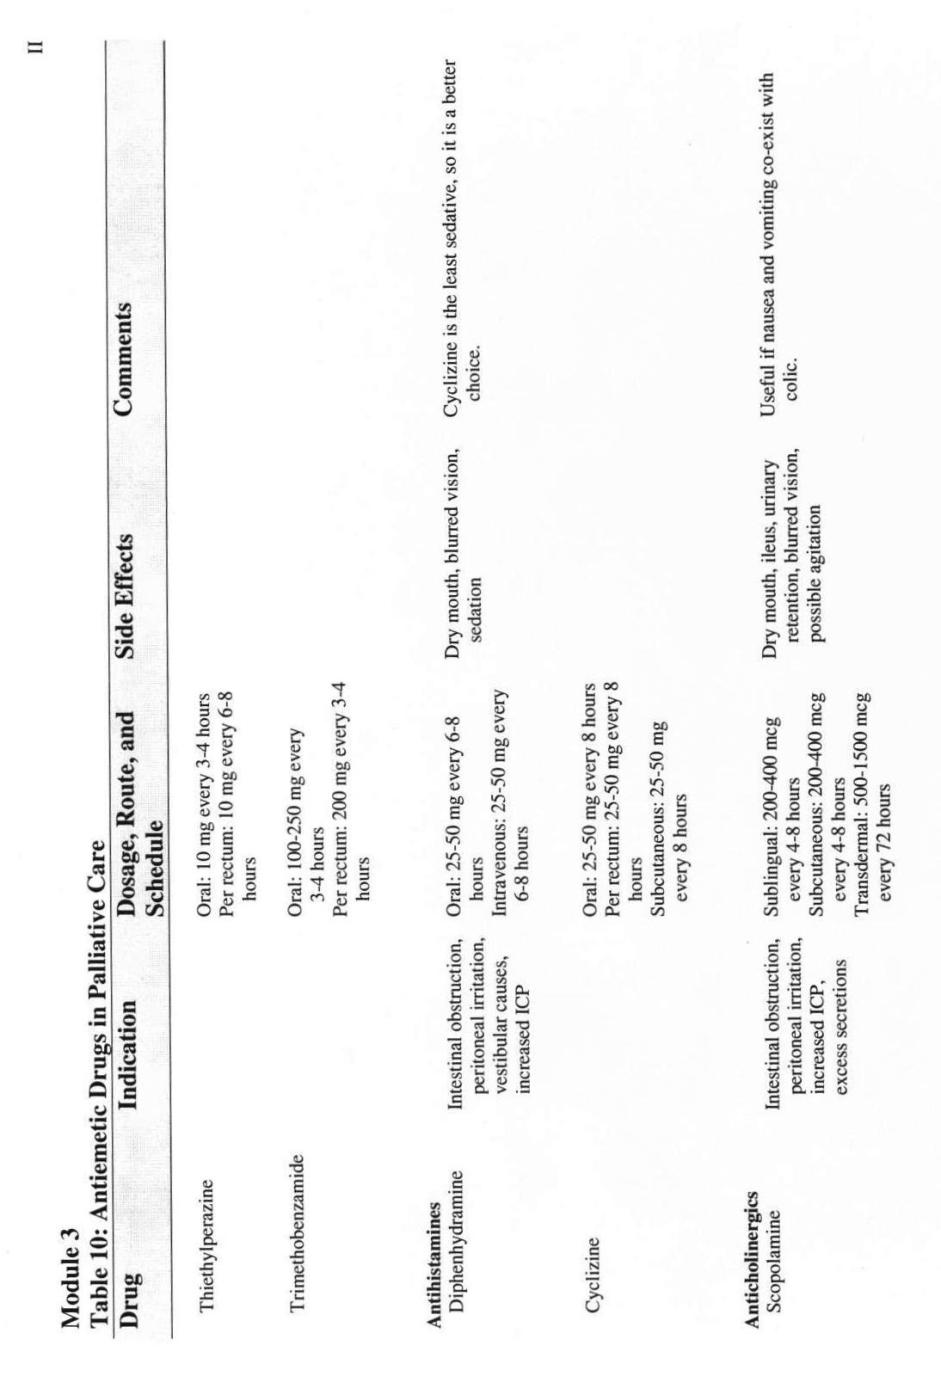 II
Module 3
Table 10: Antiemetic Drugs in Palliative Care
Drug Indication Dosage, Route, and Schedule Side Effects Comments
Thiethylperazine
Oral: 10 mg every 3-4 hours
Per rectum: 10 mg every 6-8
hours
Trimethobenzamide
Oral: 100-250 mg every
3-4 hours
Per rectum: 200 mg every 3-4
hours
Antihistamines
Diphenhydramine
Intestinal obstruction,
peritoneal irritation,
vestibular causes,
increased ICP
Oral: 25-50 mg every 6-8
hours
Intravenous: 25-50 mg every
6-8 hours
Dry mouth, blurred vision,
sedation
Cyclizine is the least sedative, so it is a better
choice.
Cyclizine
Oral: 25-50 mg every 8 hours
Per rectum: 25-50 mg every 8
hours
Subcutaneous: 25-50 mg
every 8 hours
Anticholinergics
Scopolamine
Intestinal obstruction,
peritoneal irritation,
increased ICP,
excess secretions
Sublingual: 200-400 mcg
every 4-8 hours
Subcutaneous: 200-400 mcg
every 4-8 hours
Transdermal: 500-1500 mcg
every 72 hours
Dry mouth, ileus, urinary
retention, blurred vision,
possible agitation
Useful if nausea and vomiting co-exist with
colic.